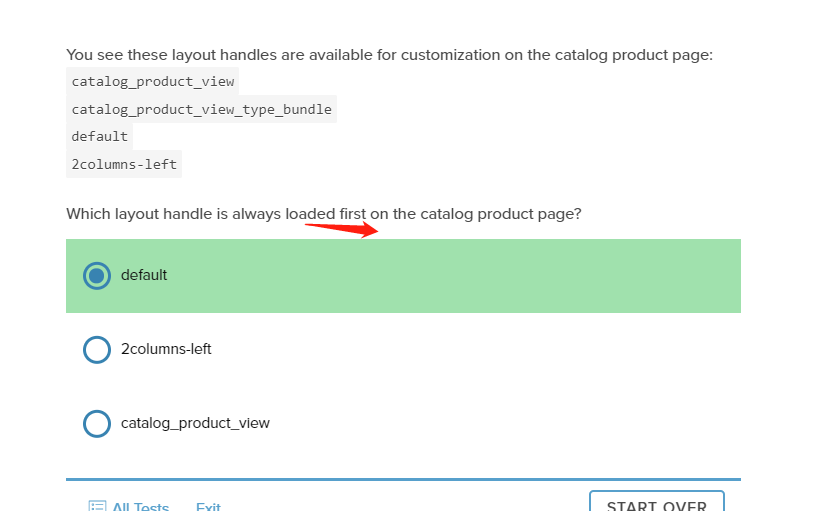 You see these layout handles are available for customization on the catalog product page:
catalog_product_view
catalog_product_view_type_bundle
default
2columns-left
Which layout handle is always loaded first on the catalog product page?
default
2columns-left
catalog_product_view
All Tests Exit START OVER